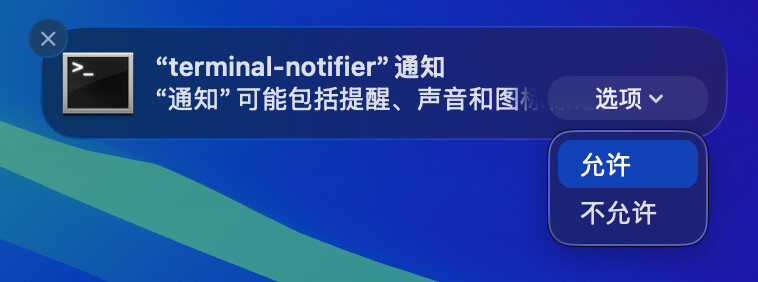 >_
“terminal-notifier” 通知
“通知” 可能包括提醒、声音和图标
选项
允许
不允许